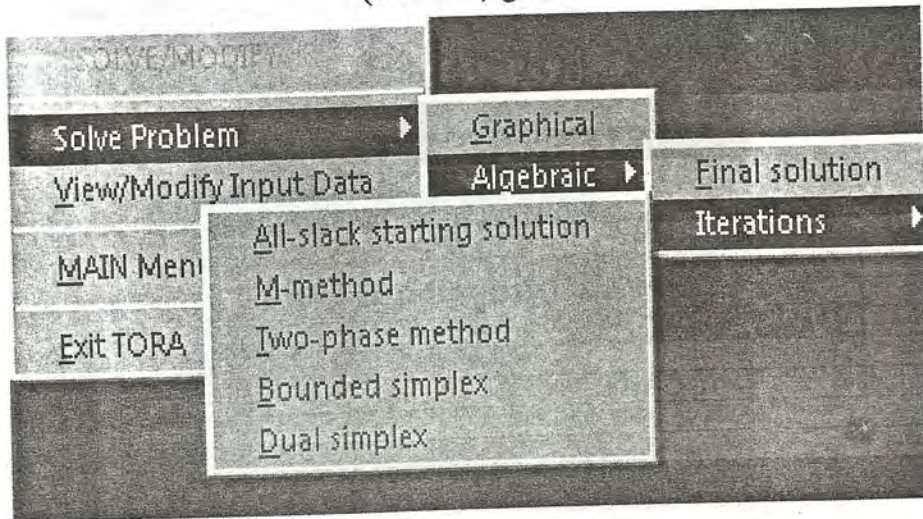 SOLVE/MODIFY
Solve Problem
View/Modify Input Data
MAIN Menu
Exit TORA
Graphical
Algebraic
Final solution
Iterations
All-slack starting solution
M-method
Two-phase method
Bounded simplex
Dual simplex